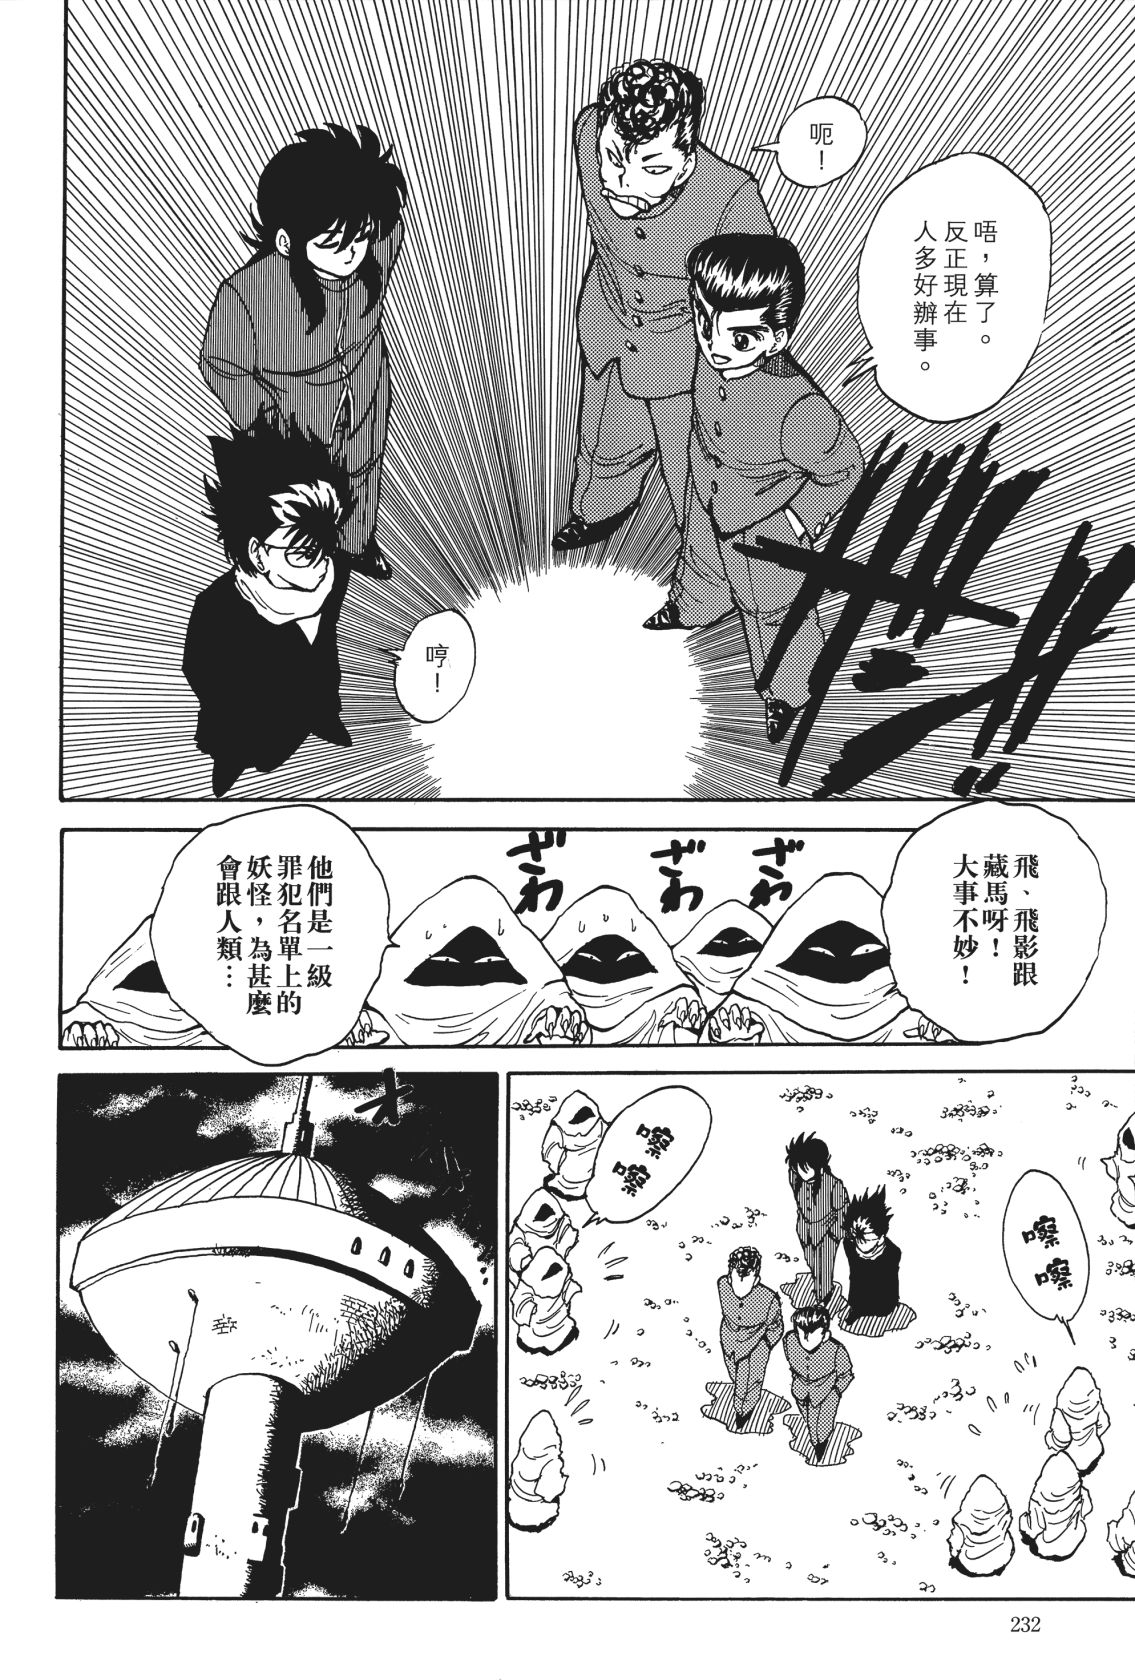 呃！
唔，算了。
反正現在
人多好辦事。
哼！
飛、飛影跟
藏馬呀！
大事不妙！
ざわ
ざわ
ざわ
他們是一級
罪犯名單上的
妖怪，為甚麼
會跟人類…
嚓嚓
嚓嚓
オ
232